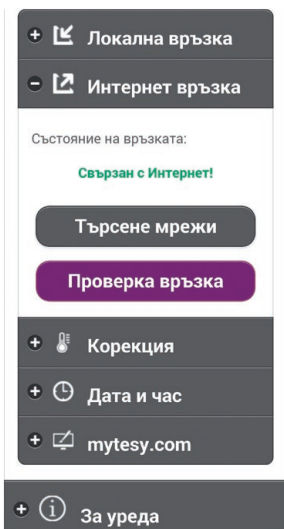 Локална връзка
Интернет връзка
Състояние на връзката:
Свързан с Интернет!
Търсене мрежи
Проверка връзка
Корекция
Дата и час
mytesy.com
За уреда